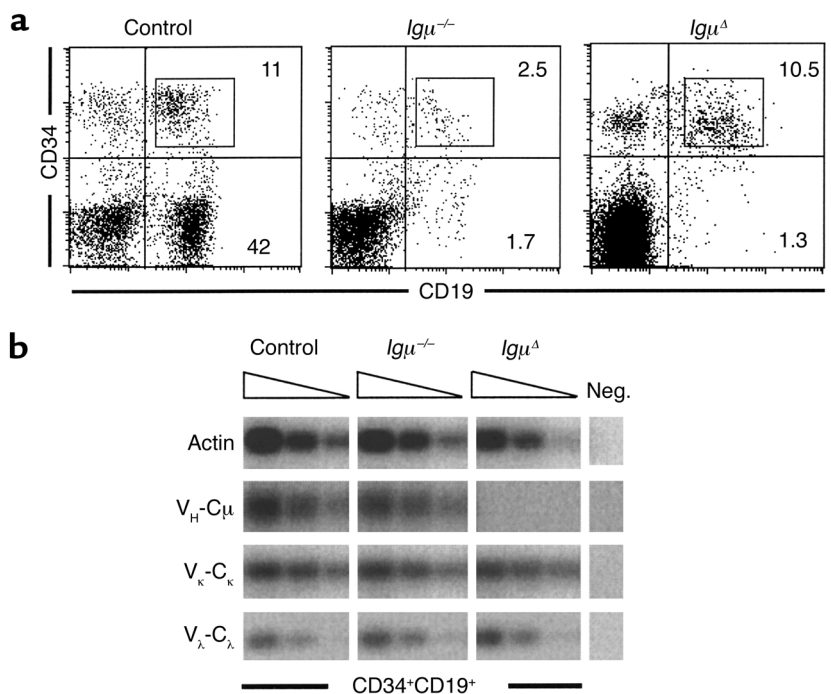 a
Control Igμ−/− IgμΔ
11 2.5 10.5
CD34
42 1.7 1.3
CD19
b
Control Igμ−/− IgμΔ
Neg.
Actin
VH-Cμ
Vκ-Cκ
Vλ-Cλ
CD34+CD19+